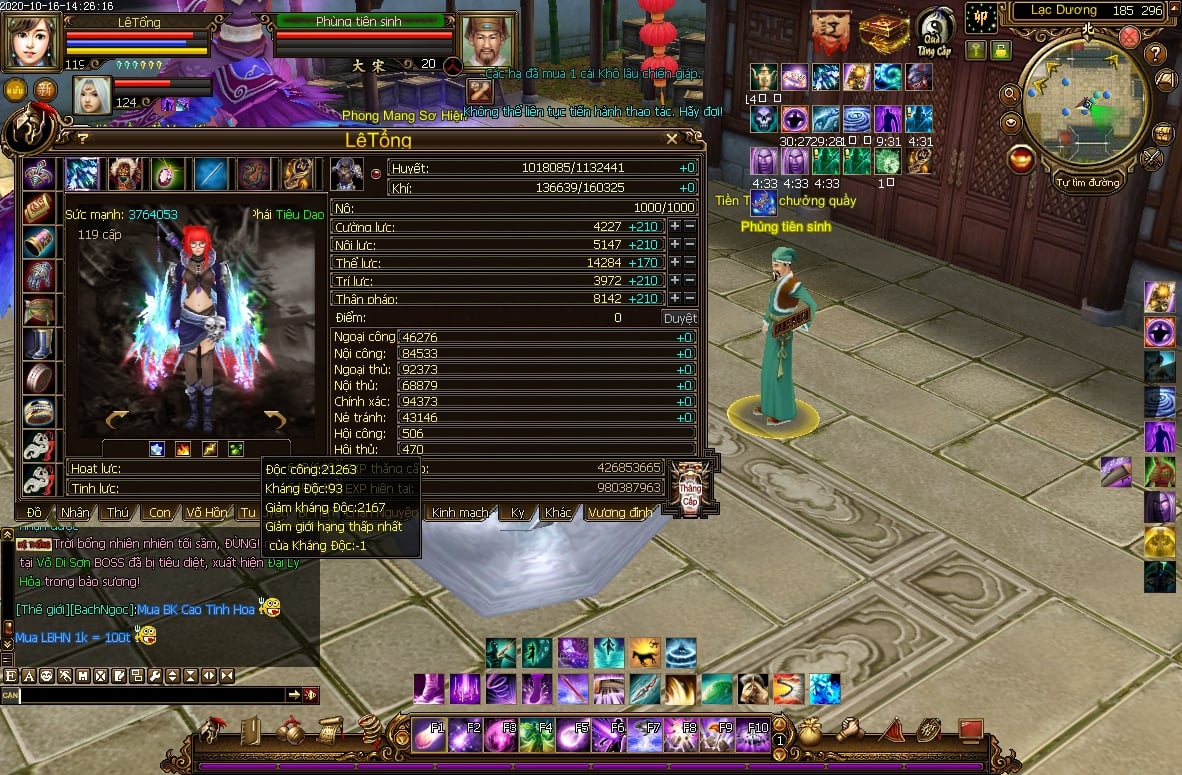 2020-10-16-14:26:16
LêTổng
Phùng tiên sinh
Lạc Dương 185 296
北
Quà Tăng Cấp
大宋 20
119
124
Các hạ đã mua 1 cái Khô lâu chiến giáp.
Không thể liên tục tiến hành thao tác. Hãy đợi
Phong Mang Sơ Hiệu
30:27 29:28 9:31 4:31
4:33 4:33 4:33
Tự tìm đường
chưởng quầy
Phùng tiên sinh
LêTổng
Huyết: 1018085/1132441 +0
Khí: 136639/160325 +0
Nộ: 1000/1000
Sức mạnh: 3764053
Phái Tiêu Dao
119 cấp
Cường lực: 4227 +210
Nội lực: 5147 +210
Thể lực: 14284 +170
Trí lực: 3972 +210
Thân pháp: 8142 +210
Điểm: 0 Duyệt
Ngoại công 46276 +0
Nội công: 84533 +0
Ngoại thủ: 92373 +0
Nội thủ: 68879 +0
Chính xác: 94373 +0
Né tránh: 43146 +0
Hội công: 506
Hội thủ: 470
Hoạt lực: 426853665
Tinh lực: 980387963
Thăng Cấp
Độc công:21263
Kháng Độc:93
Giảm kháng Độc:2167
Giảm giới hạng thấp nhất
của Kháng Độc:-1
Đồ Nhân Thú Con Võ Hồn Tu Kinh mạch Kỵ Khác Vương đỉnh
Trời bỗng nhiên nhiên tối sầm, ĐÙNG!
tại Võ Di Sơn BOSS đã bị tiêu diệt, xuất hiện Đại Ly
Hỏa trong bảo sương!
[Thế giới][BachNgoc]:Mua BK Cao Tinh Hoa
Mua LBHN 1k = 100t
CẬN
F1 F2 F3 F4 F5 F6 F7 F8 F9 F10
1